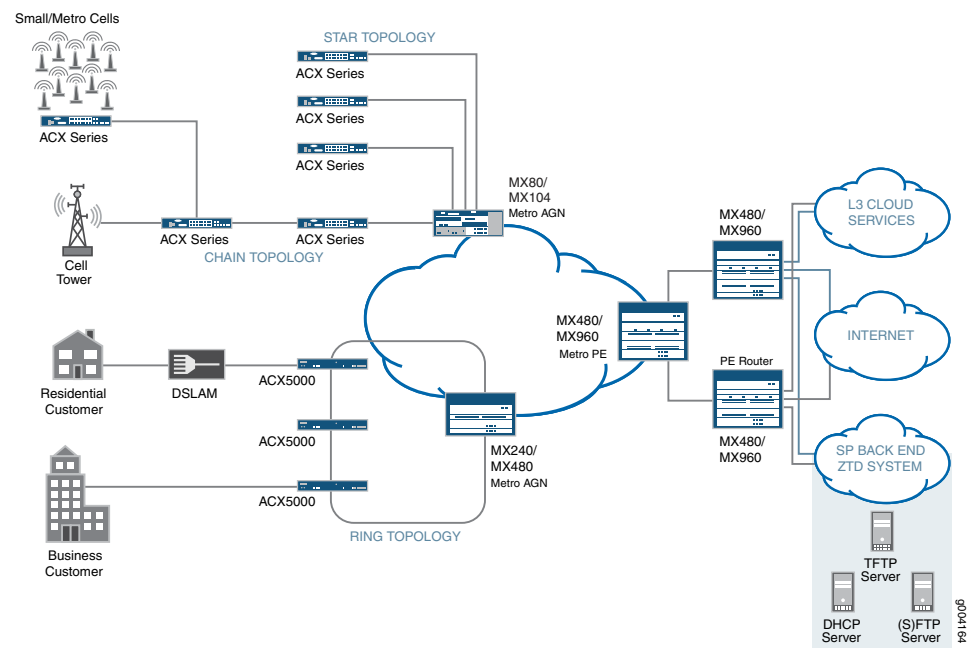 Small/Metro Cells
ACX Series
STAR TOPOLOGY
ACX Series
ACX Series
ACX Series
Cell
Tower
ACX Series
ACX Series
CHAIN TOPOLOGY
MX80/
MX104
Metro AGN
Residential
Customer
DSLAM
ACX5000
ACX5000
ACX5000
Business
Customer
RING TOPOLOGY
MX240/
MX480
Metro AGN
MX480/
MX960
Metro PE
MX480/
MX960
PE Router
MX480/
MX960
L3 CLOUD
SERVICES
INTERNET
SP BACK END
ZTD SYSTEM
TFTP
Server
DHCP
Server
(S)FTP
Server
g004164